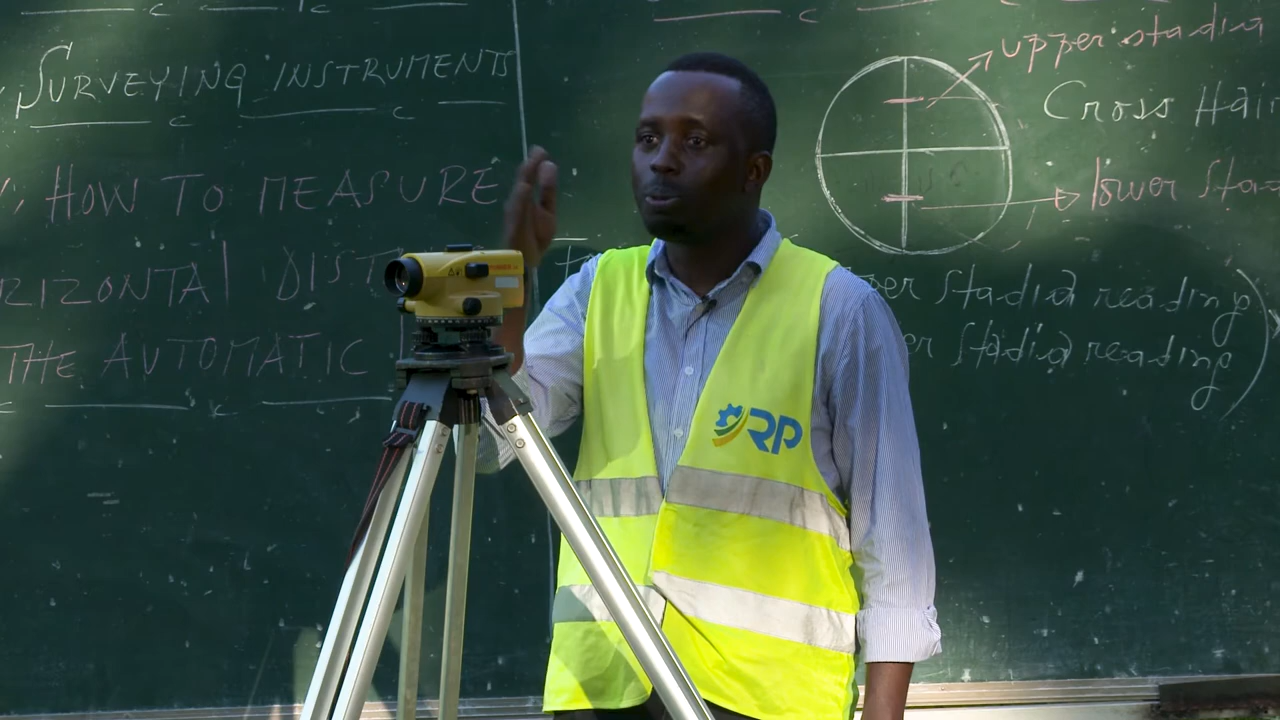 SURVEYING INSTRUMENTS
HOW TO MEASURE
RIZONTAL DIST
THE AUTOMATIC
upper stadia
Cross Hair
lower sta
per stadia reading
er stadia reading)
RP